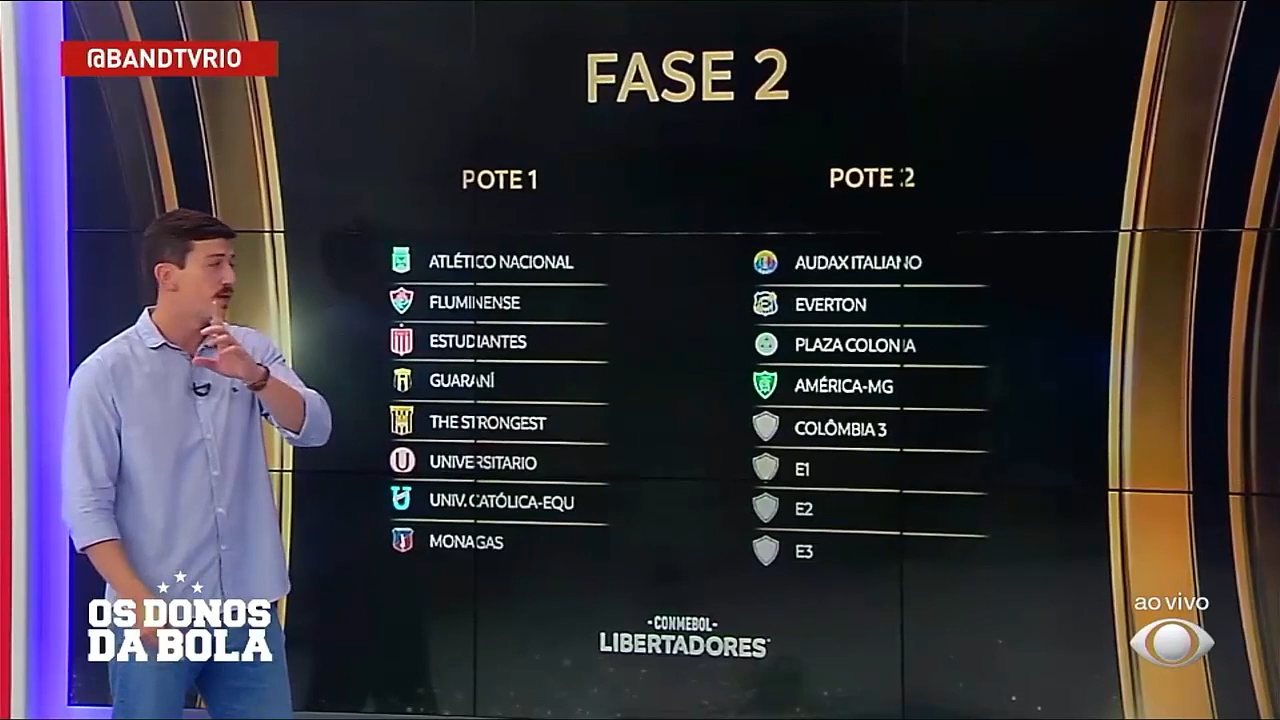 @BANDTVRIO
FASE 2
POTE 1
ATLÉTICO NACIONAL
FLUMINENSE
ESTUDIANTES
GUARANÍ
THE STRONGEST
UNIVERSITARIO
UNIV. CATÓLICA-EQU
MONAGAS
POTE 2
AUDAX ITALIANO
EVERTON
PLAZA COLONIA
AMÉRICA-MG
COLÔMBIA 3
E1
E2
E3
-CONMEBOL-
LIBERTADORES
OS DONOS
DA BOLA
ao vivo